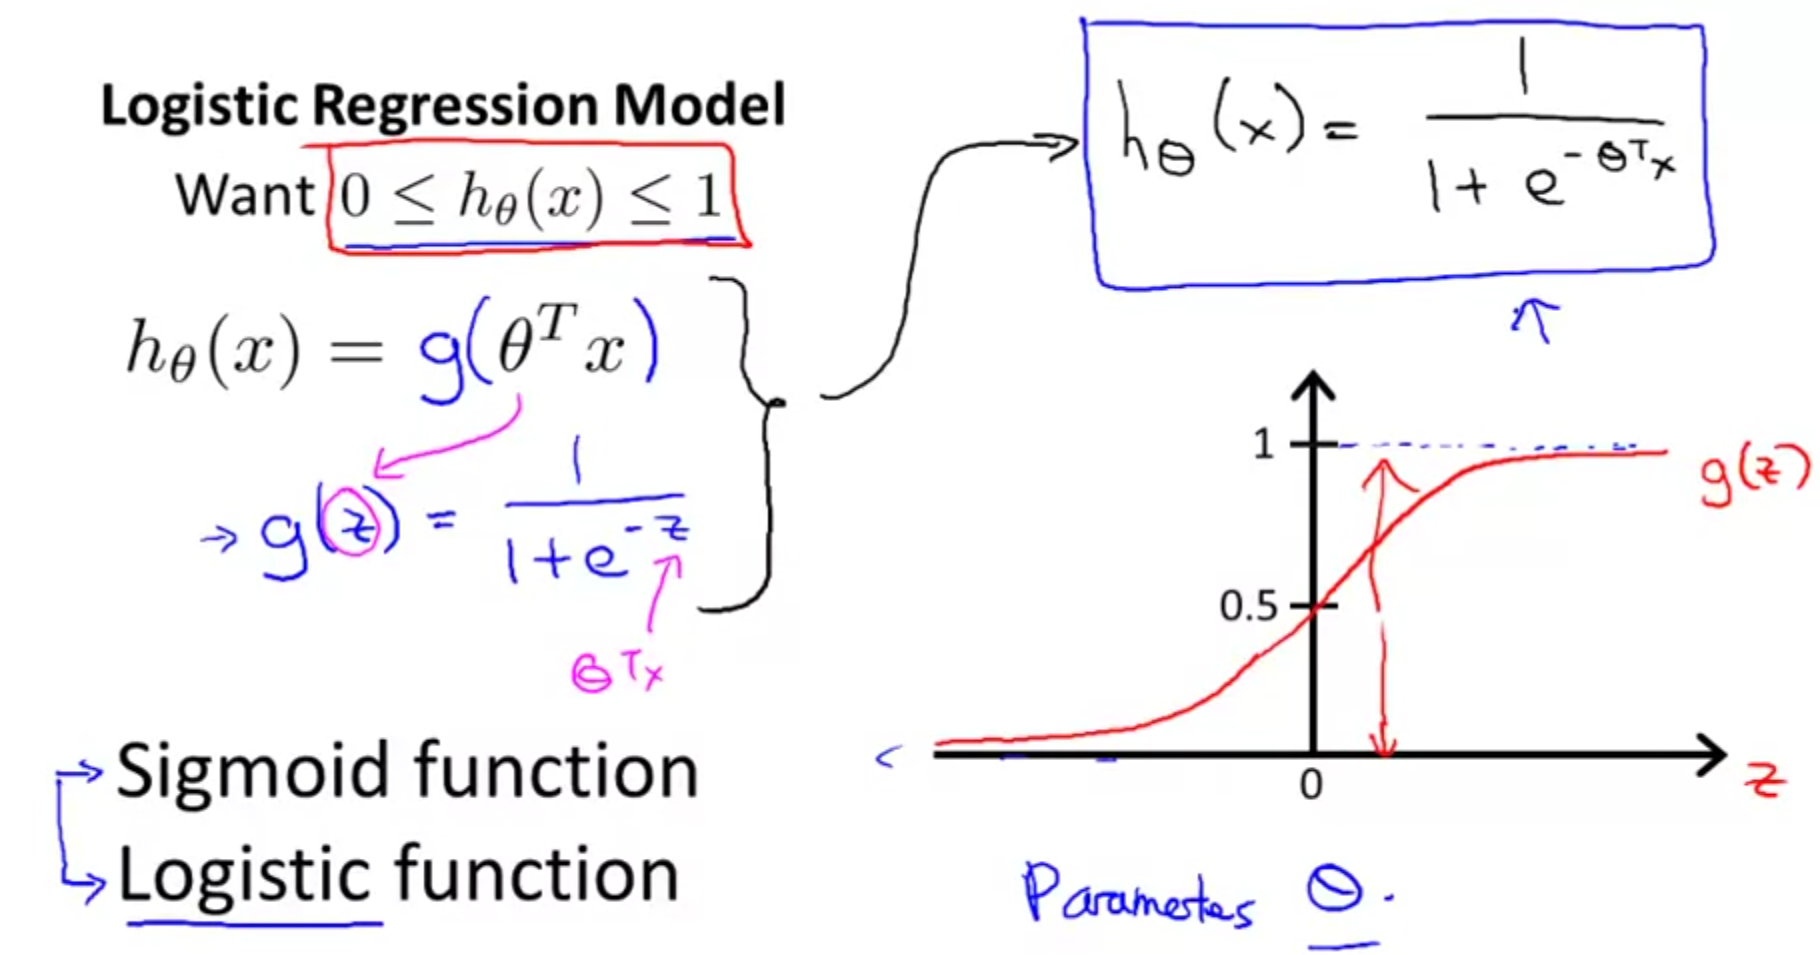 Logistic Regression Model
Want 0 ≤ hθ(x) ≤ 1
hθ(x) = g(θᵀx)
→ g(z) = 1 / (1 + e^(-z))
θᵀx
→ Sigmoid function
→ Logistic function
hθ(x) = 1 / (1 + e^(-θᵀx))
1
g(z)
0.5
0
z
Parameters θ.